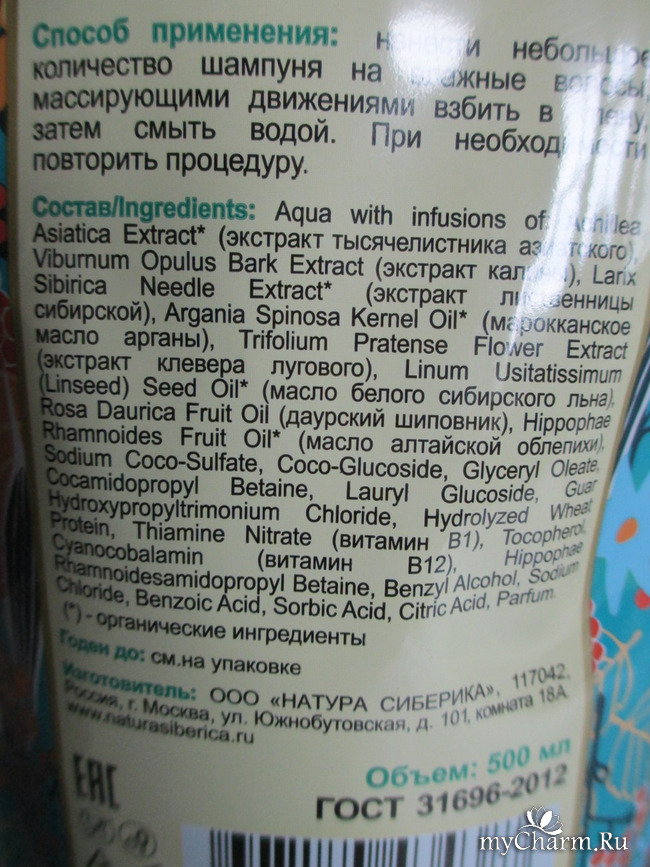 Способ применения: нанести небольшое
количество шампуня на влажные волосы,
массирующими движениями взбить в пену,
затем смыть водой. При необходимости
повторить процедуру.
Состав/Ingredients: Aqua with infusions of: Achillea
Asiatica Extract* (экстракт тысячелистника азиатского),
Viburnum Opulus Bark Extract (экстракт калины), Larix
Sibirica Needle Extract* (экстракт лиственницы
сибирской), Argania Spinosa Kernel Oil* (марокканское
масло арганы), Trifolium Pratense Flower Extract
(экстракт клевера лугового), Linum Usitatissimum
(Linseed) Seed Oil* (масло белого сибирского льна),
Rosa Daurica Fruit Oil (даурский шиповник), Hippophae
Rhamnoides Fruit Oil* (масло алтайской облепихи),
Sodium Coco-Sulfate, Coco-Glucoside, Glyceryl Oleate,
Cocamidopropyl Betaine, Lauryl Glucoside, Guar
Hydroxypropyltrimonium Chloride, Hydrolyzed Wheat
Protein, Thiamine Nitrate (витамин B1), Tocopherol,
Cyanocobalamin (витамин B12), Hippophae
Rhamnoidesamidopropyl Betaine, Benzyl Alcohol, Sodium
Chloride, Benzoic Acid, Sorbic Acid, Citric Acid, Parfum.
(*) - органические ингредиенты
Годен до: см.на упаковке
Изготовитель: ООО «НАТУРА СИБЕРИКА», 117042,
Россия, г. Москва, ул. Южнобутовская, д. 101, комната 18А.
www.naturasiberica.ru
Объем: 500 мл
ГОСТ 31696-2012
EAC
myCharm.Ru